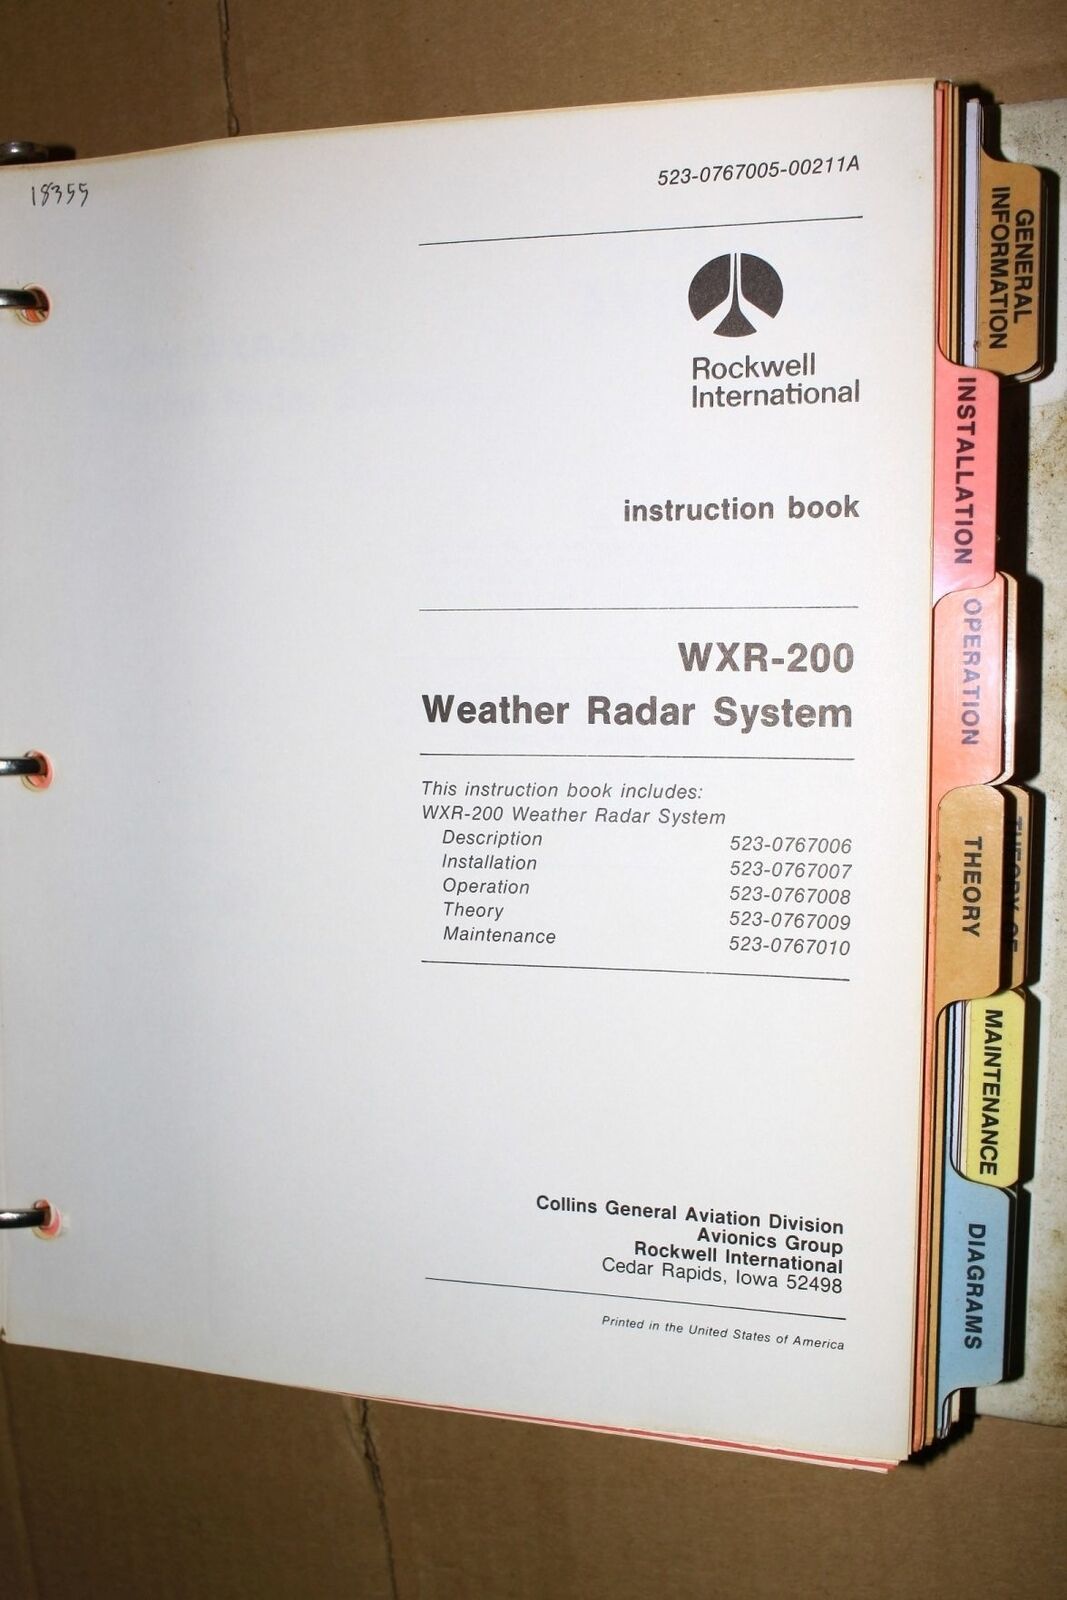 18355
523-0767005-00211A
Rockwell
International
instruction book
WXR-200
Weather Radar System
This instruction book includes:
WXR-200 Weather Radar System
Description 523-0767006
Installation 523-0767007
Operation 523-0767008
Theory 523-0767009
Maintenance 523-0767010
Collins General Aviation Division
Avionics Group
Rockwell International
Cedar Rapids, Iowa 52498
Printed in the United States of America
GENERAL
INFORMATION
INSTALLATION
OPERATION
THEORY
THEORY OF
MAINTENANCE
DIAGRAMS